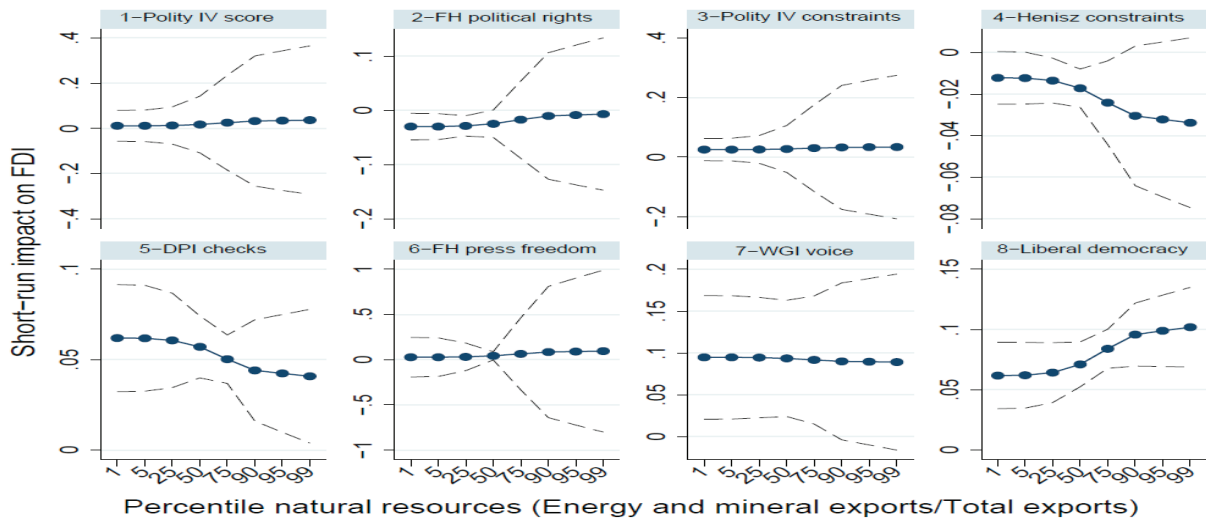 1-Polity IV score
2-FH political rights
3-Polity IV constraints
4-Henisz constraints
.4
.2
0
-.2
-.4
.1
0
-.1
-.2
.4
.2
0
-.2
0
-.02
-.04
-.06
-.08
Short-run impact on FDI
5-DPI checks
6-FH press freedom
7-WGI voice
8-Liberal democracy
.1
.05
0
1
.5
0
-.5
-1
.2
.15
.1
.05
0
.15
.1
.05
0
1 5 25 50 75 90 95 99
1 5 25 50 75 90 95 99
1 5 25 50 75 90 95 99
1 5 25 50 75 90 95 99
Percentile natural resources (Energy and mineral exports/Total exports)